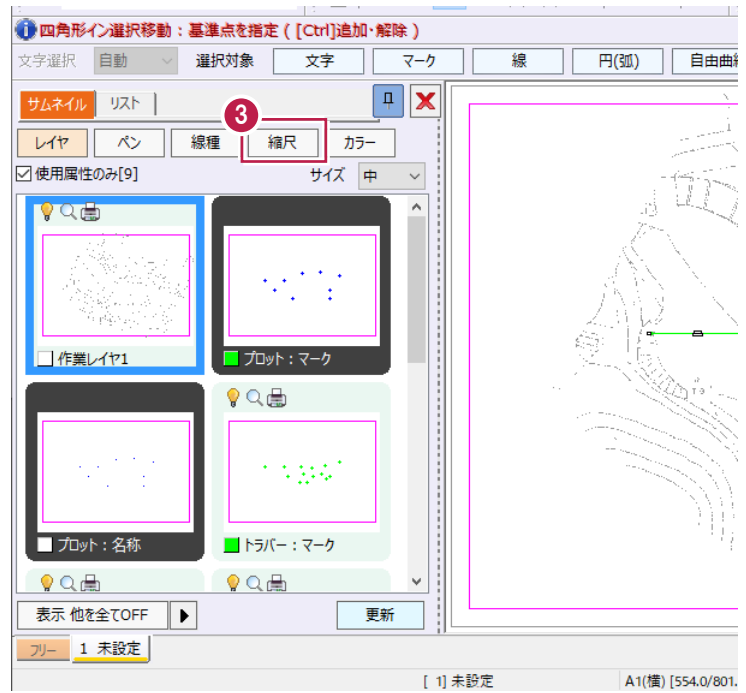 四角形イン選択移動：基準点を指定 ( [Ctrl]追加・解除 )
文字選択 自動 選択対象 文字 マーク 線 円(弧)
サムネイル リスト
3
レイヤ ペン 線種 縮尺 カラー
使用属性のみ[9] サイズ 中
作業レイヤ1 プロット：マーク
プロット：名称 トラバー：マーク
表示 他を全てOFF 更新
フリー 1 未設定
[ 1] 未設定 A1(横) [554.0/801.